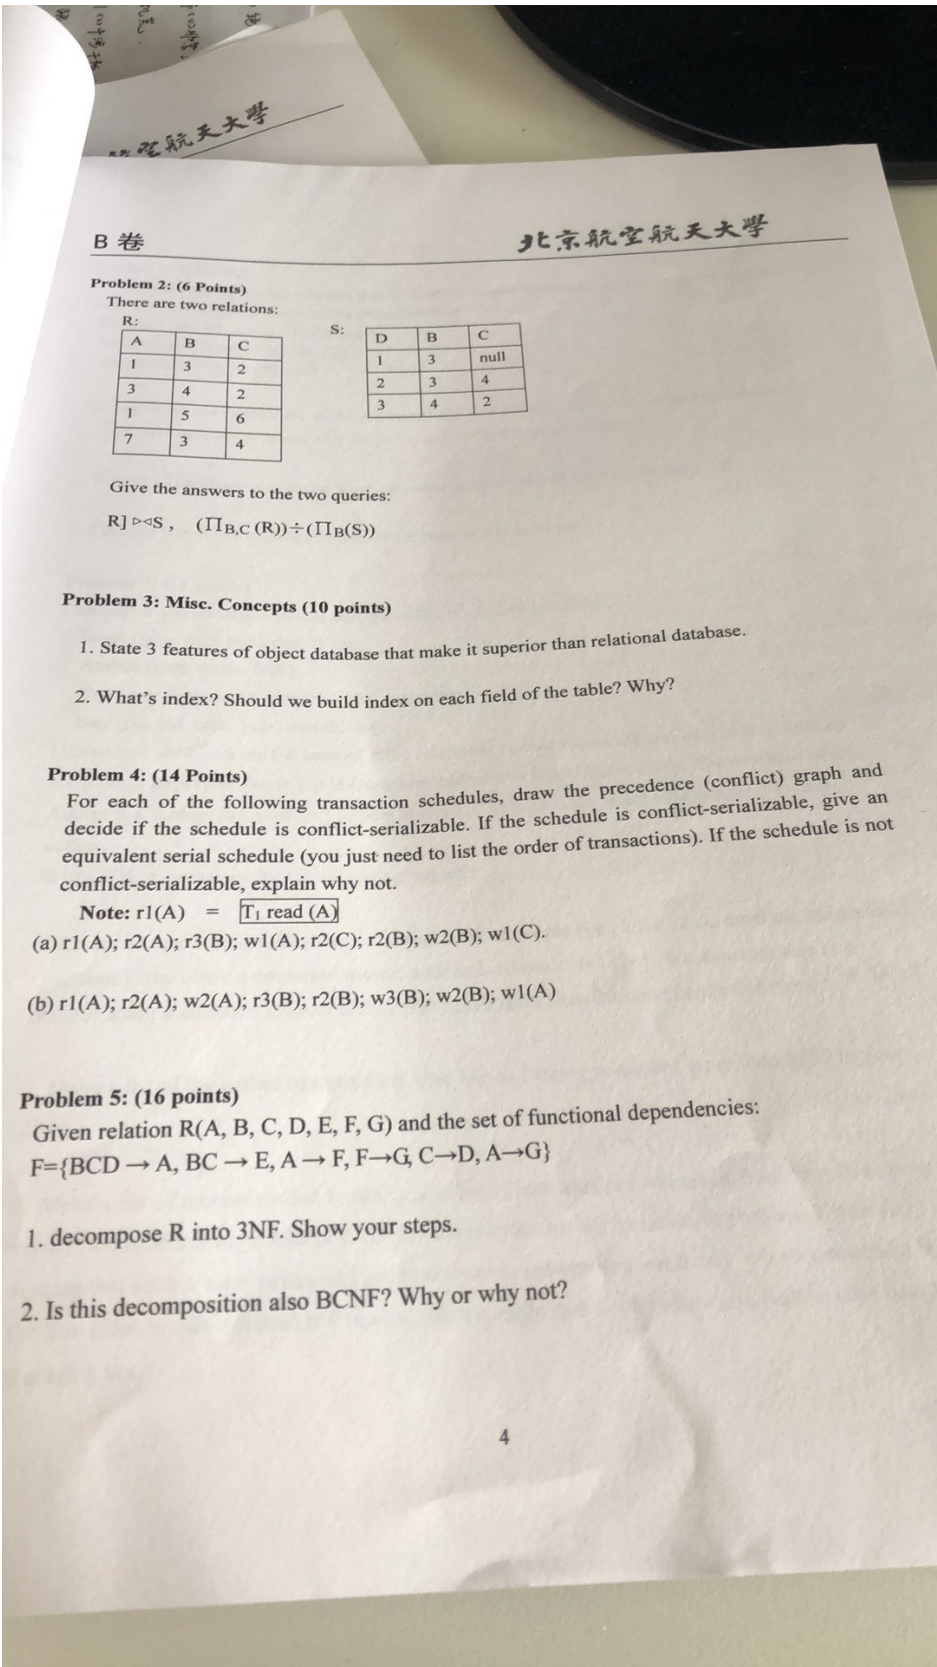 航天大學
B 卷
北京航空航天大學
Problem 2: (6 Points)
There are two relations:
R:
A B C
1 3 2
3 4 2
1 5 6
7 3 4
S:
D B C
1 3 null
2 3 4
3 4 2
Give the answers to the two queries:
R] ▷◁S , (∏B,C (R))÷(∏B(S))
Problem 3: Misc. Concepts (10 points)
1. State 3 features of object database that make it superior than relational database.
2. What’s index? Should we build index on each field of the table? Why?
Problem 4: (14 Points)
For each of the following transaction schedules, draw the precedence (conflict) graph and
decide if the schedule is conflict-serializable. If the schedule is conflict-serializable, give an
equivalent serial schedule (you just need to list the order of transactions). If the schedule is not
conflict-serializable, explain why not.
Note: r1(A) = T1 read (A)
(a) r1(A); r2(A); r3(B); w1(A); r2(C); r2(B); w2(B); w1(C).
(b) r1(A); r2(A); w2(A); r3(B); r2(B); w3(B); w2(B); w1(A)
Problem 5: (16 points)
Given relation R(A, B, C, D, E, F, G) and the set of functional dependencies:
F={BCD → A, BC → E, A → F, F→G, C→D, A→G}
1. decompose R into 3NF. Show your steps.
2. Is this decomposition also BCNF? Why or why not?
4